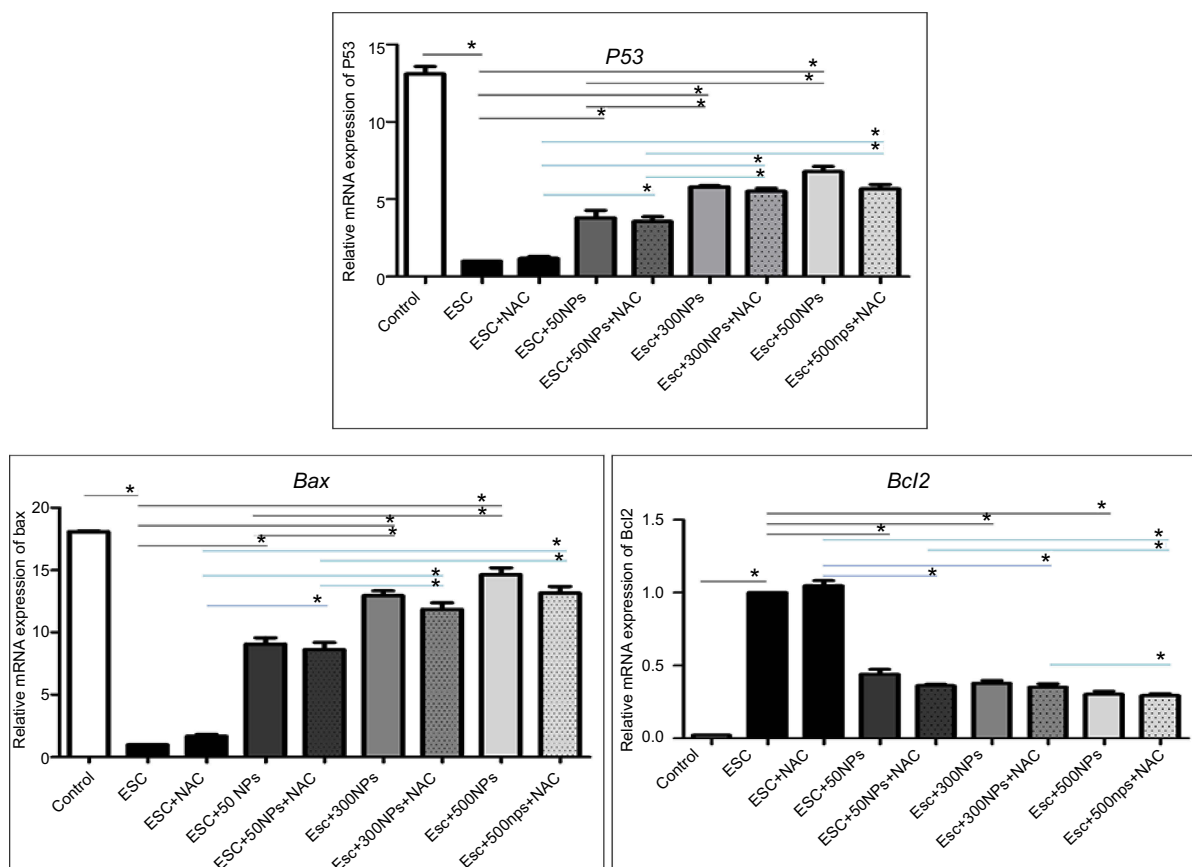 P53
Relative mRNA expression of P53
15
10
5
0
*
*
*
*
*
*
*
*
*
*
*
Control
ESC
ESC+NAC
ESC+50NPs
ESC+50NPs+NAC
Esc+300NPs
Esc+300NPs+NAC
Esc+500NPs
Esc+500nps+NAC
Bax
Relative mRNA expression of bax
20
15
10
5
0
*
*
*
*
*
*
*
*
*
*
*
Control
ESC
ESC+NAC
ESC+50 NPs
ESC+50NPs+NAC
Esc+300NPs
Esc+300NPs+NAC
Esc+500NPs
Esc+500nps+NAC
Bcl2
Relative mRNA expression of Bcl2
1.5
1.0
0.5
0.0
*
*
*
*
*
*
*
*
*
Control
ESC
ESC+NAC
ESC+50NPs
ESC+50NPs+NAC
Esc+300NPs
Esc+300NPs+NAC
Esc+500NPs
Esc+500nps+NAC